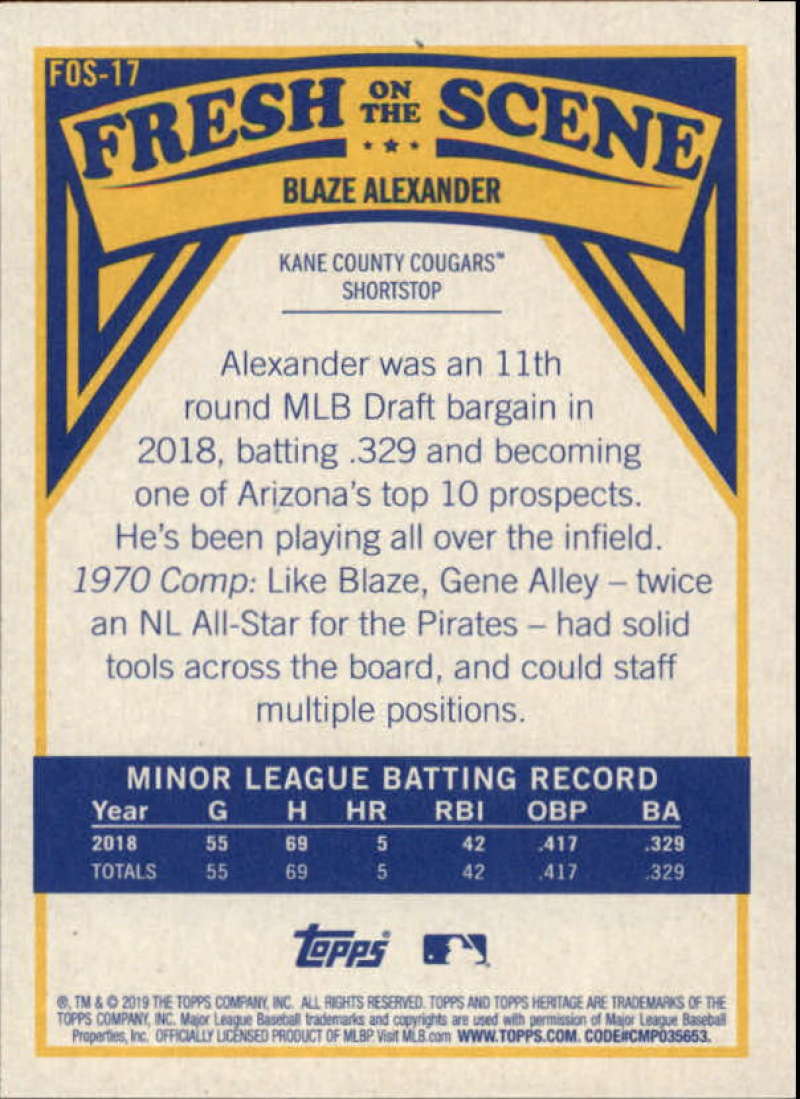 FOS-17
FRESH ON THE SCENE
BLAZE ALEXANDER
KANE COUNTY COUGARS™
SHORTSTOP
Alexander was an 11th
round MLB Draft bargain in
2018, batting .329 and becoming
one of Arizona's top 10 prospects.
He's been playing all over the infield.
1970 Comp: Like Blaze, Gene Alley – twice
an NL All-Star for the Pirates – had solid
tools across the board, and could staff
multiple positions.
MINOR LEAGUE BATTING RECORD
Year G H HR RBI OBP BA
2018 55 69 5 42 .417 .329
TOTALS 55 69 5 42 .417 .329
Topps®
®, TM & © 2019 THE TOPPS COMPANY, INC. ALL RIGHTS RESERVED. TOPPS AND TOPPS HERITAGE ARE TRADEMARKS OF THE
TOPPS COMPANY, INC. Major League Baseball trademarks and copyrights are used with permission of Major League Baseball
Properties, Inc. OFFICIALLY LICENSED PRODUCT OF MLBP. Visit MLB.com WWW.TOPPS.COM. CODE#CMP035653.